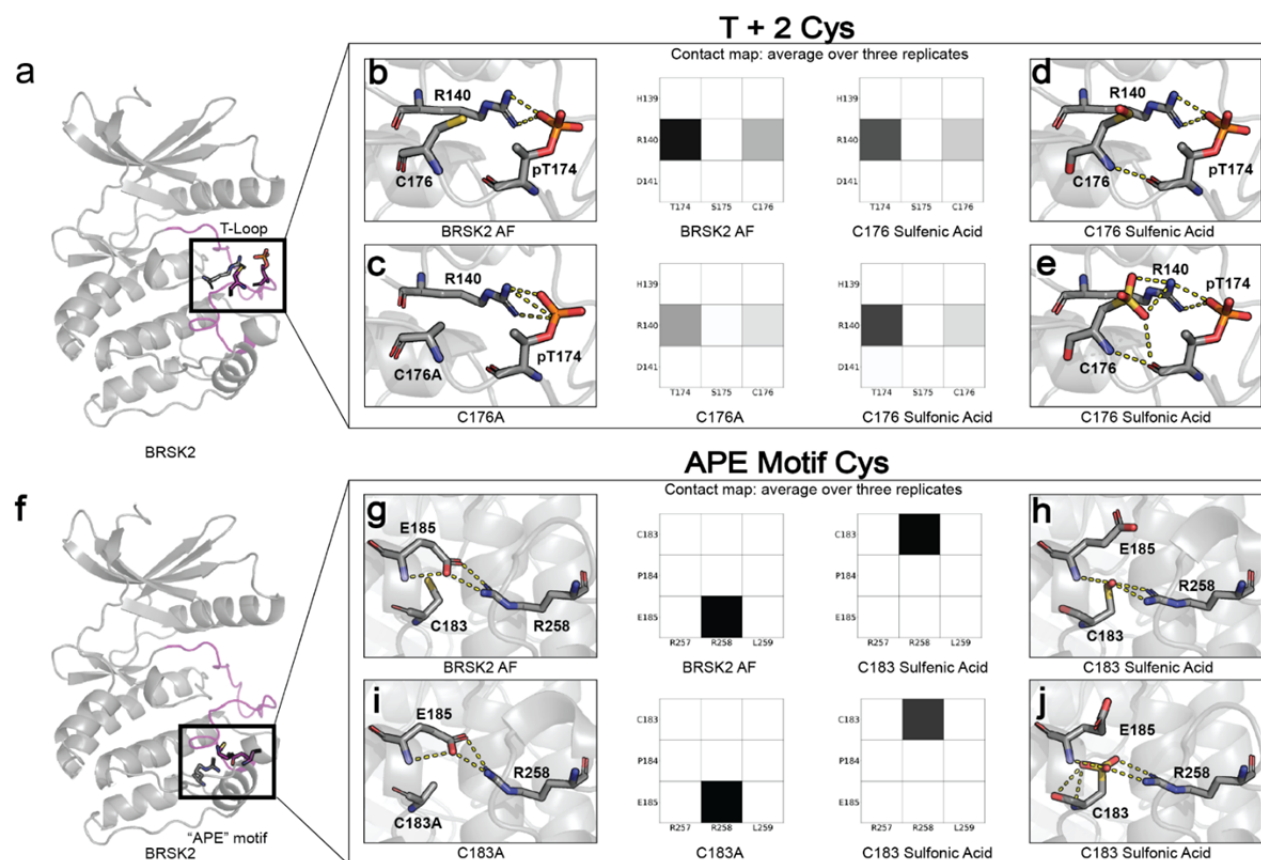 T + 2 Cys
Contact map: average over three replicates
a
T-Loop
BRSK2
b
R140
C176
pT174
BRSK2 AF
H139
R140
D141
T174 S175 C176
BRSK2 AF
T174 S175 C176
C176 Sulfenic Acid
d
R140
C176
pT174
C176 Sulfenic Acid
c
R140
C176A
pT174
C176A
H139
R140
D141
T174 S175 C176
C176A
H139
R140
D141
T174 S175 C176
C176 Sulfonic Acid
e
R140
pT174
C176
C176 Sulfonic Acid
APE Motif Cys
Contact map: average over three replicates
f
"APE" motif
BRSK2
g
E185
C183
R258
BRSK2 AF
C183
P184
E185
R257 R258 L259
BRSK2 AF
C183
P184
E185
R257 R258 L259
C183 Sulfenic Acid
h
E185
R258
C183
C183 Sulfenic Acid
i
E185
R258
C183A
C183A
C183
P184
E185
R257 R258 L259
C183A
C183
P184
E185
R257 R258 L259
C183 Sulfonic Acid
j
E185
R258
C183
C183 Sulfonic Acid